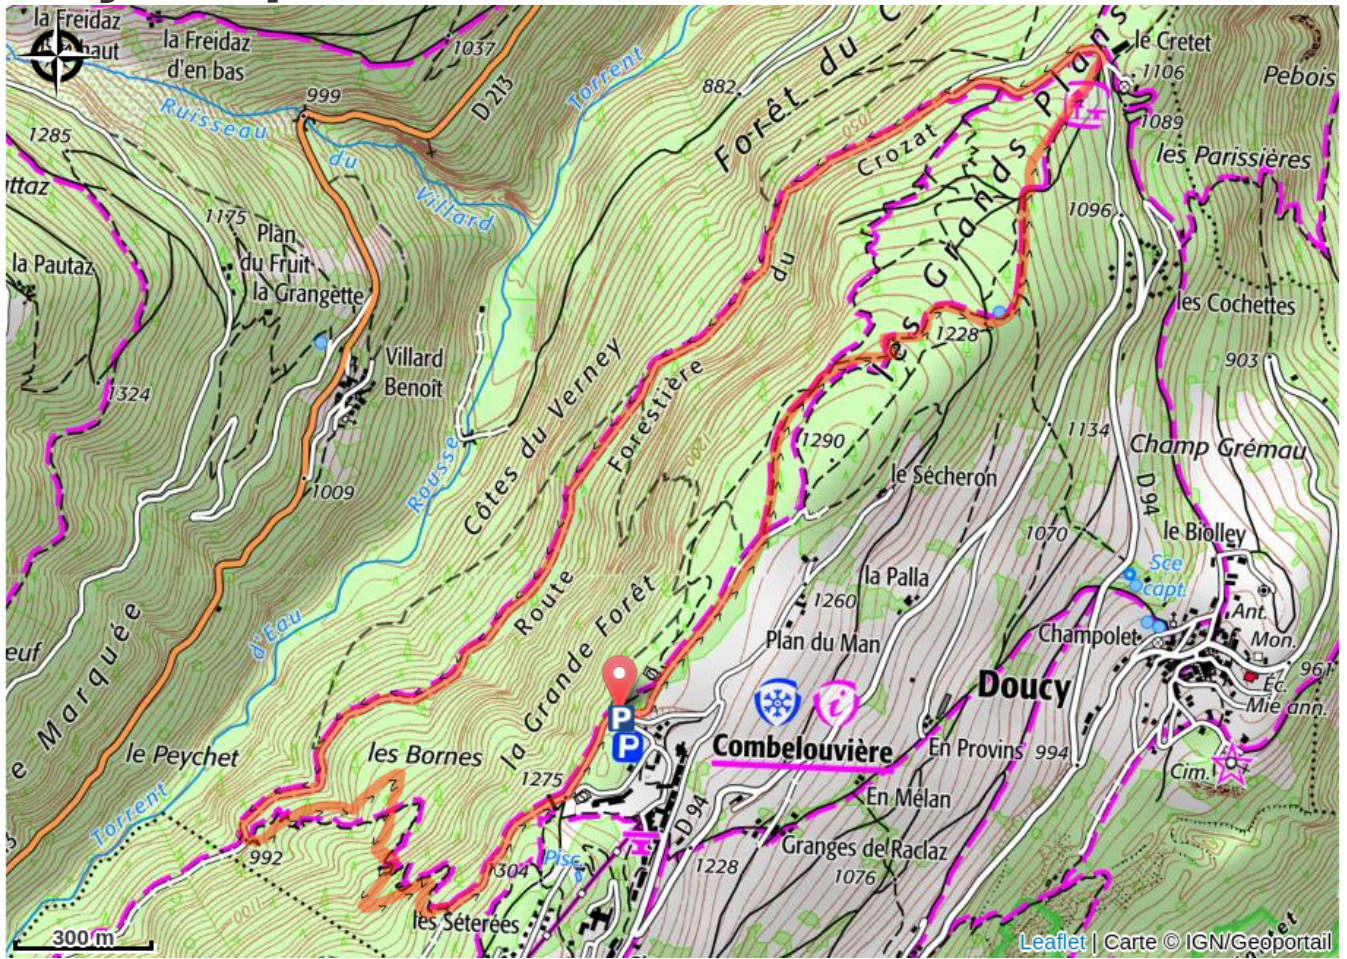 la Freidaz
la Freidaz
d'en bas
1037
D 213
999
Ruisseau
du
Villard
1285
1175
Plan
du Fruit
la Grangette
la Pautaz
1324
Villard
Benoît
1009
Torrent
882
Forêt
du
C
1050
Crozat
du
Forestière
Route
Côtes du Verney
Rousse
d'Eau
Torrent
Marquée
le Peychet
les Bornes
992
1100
la Grande Forêt
1200
1275
1304
les Séterées
Pisc.
les
Grands
Plans
le Cretet
1106
1089
Pebois
les Parissières
1096
les Cochettes
1228
903
1290
1134
Champ Grémau
le Sécheron
D 94
1070
le Biolley
Sce
capt.
la Palla
1260
Plan du Man
Champolet
Ant.
Mon.
961
Éc.
Mie ann.
Doucy
Cim.
994
En Provins
Combelouvière
En Mélan
D 94
Granges de Raclaz
1228
1076
P
P
i
300 m
Leaflet | Carte © IGN/Geoportail